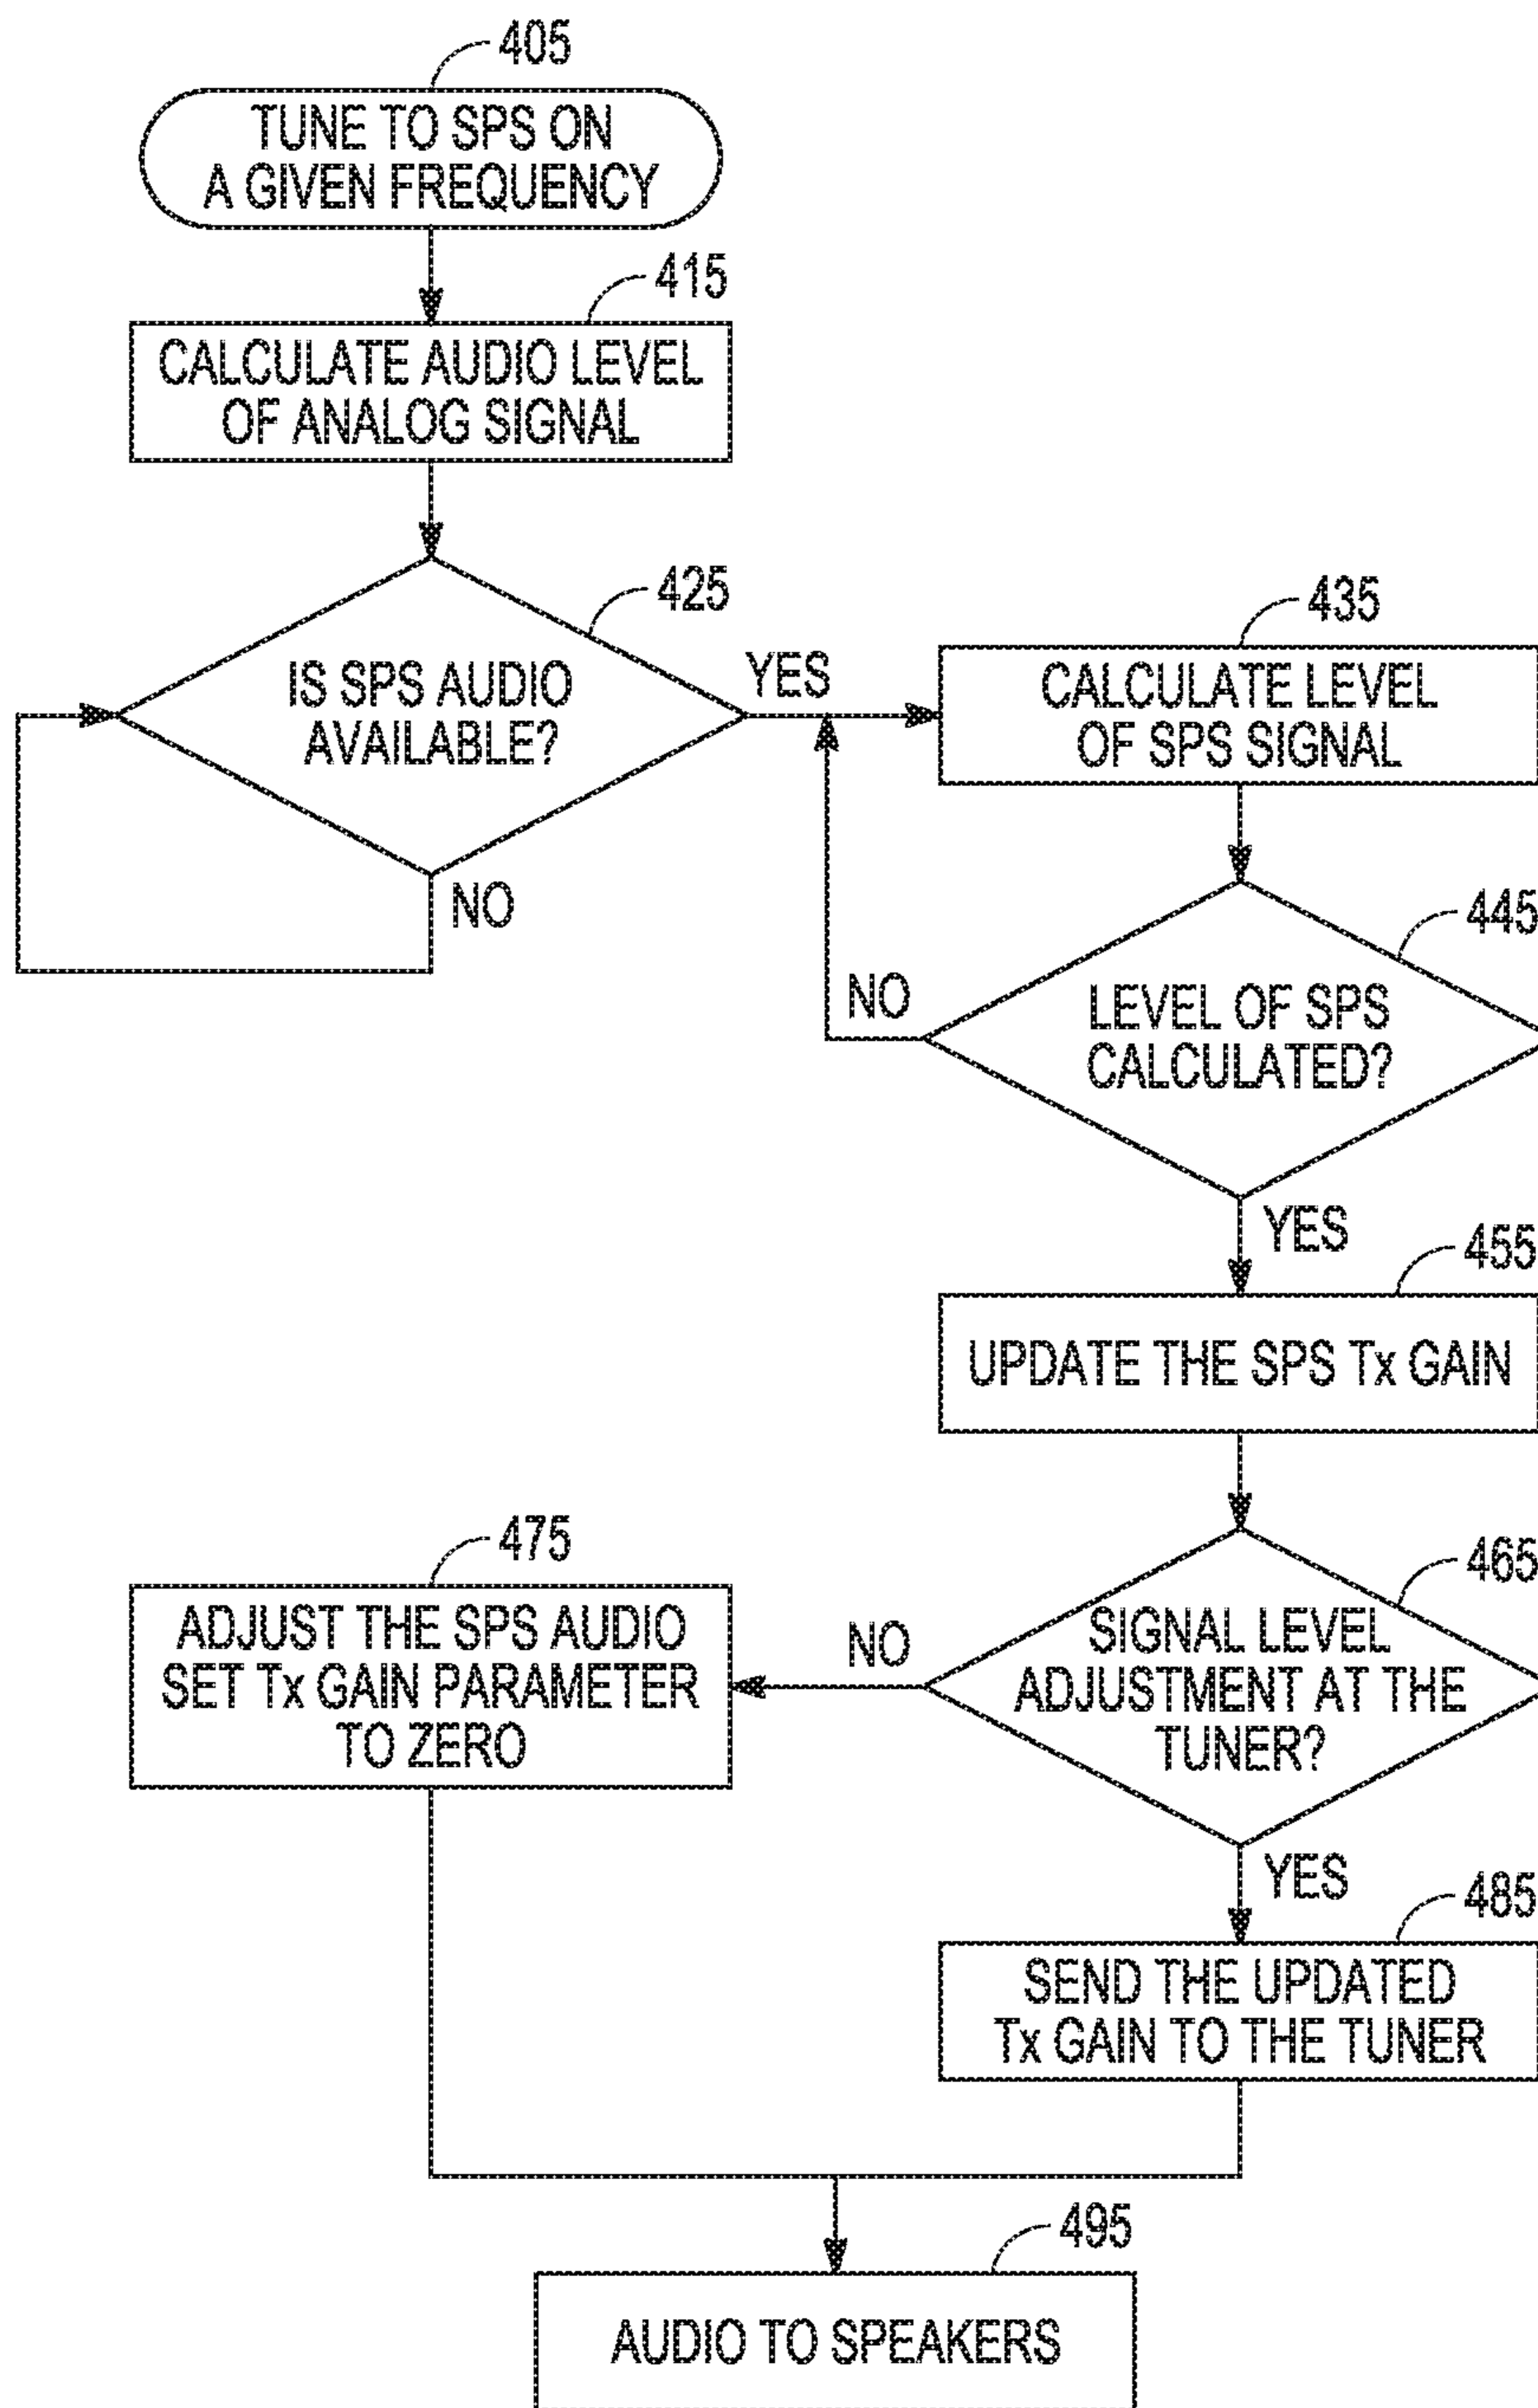 405
TUNE TO SPS ON
A GIVEN FREQUENCY
415
CALCULATE AUDIO LEVEL
OF ANALOG SIGNAL
425
IS SPS AUDIO
AVAILABLE?
YES
NO
435
CALCULATE LEVEL
OF SPS SIGNAL
445
LEVEL OF SPS
CALCULATED?
NO
YES
455
UPDATE THE SPS Tx GAIN
465
SIGNAL LEVEL
ADJUSTMENT AT THE
TUNER?
NO
YES
475
ADJUST THE SPS AUDIO
SET Tx GAIN PARAMETER
TO ZERO
485
SEND THE UPDATED
Tx GAIN TO THE TUNER
495
AUDIO TO SPEAKERS